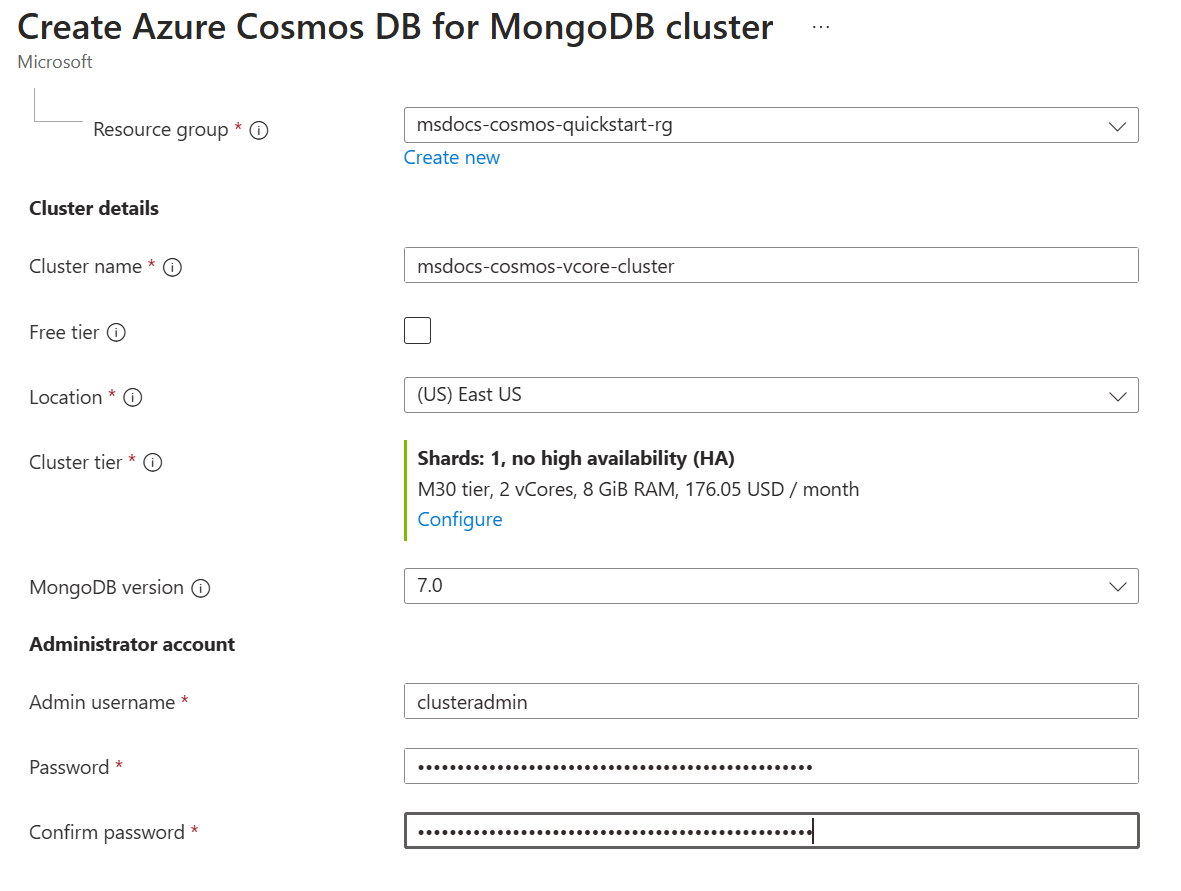 Create Azure Cosmos DB for MongoDB cluster ...
Microsoft
Resource group * ⓘ msdocs-cosmos-quickstart-rg
Create new
Cluster details
Cluster name * ⓘ msdocs-cosmos-vcore-cluster
Free tier ⓘ
Location * ⓘ (US) East US
Cluster tier * ⓘ Shards: 1, no high availability (HA)
M30 tier, 2 vCores, 8 GiB RAM, 176.05 USD / month
Configure
MongoDB version ⓘ 7.0
Administrator account
Admin username * clusteradmin
Password *
Confirm password *